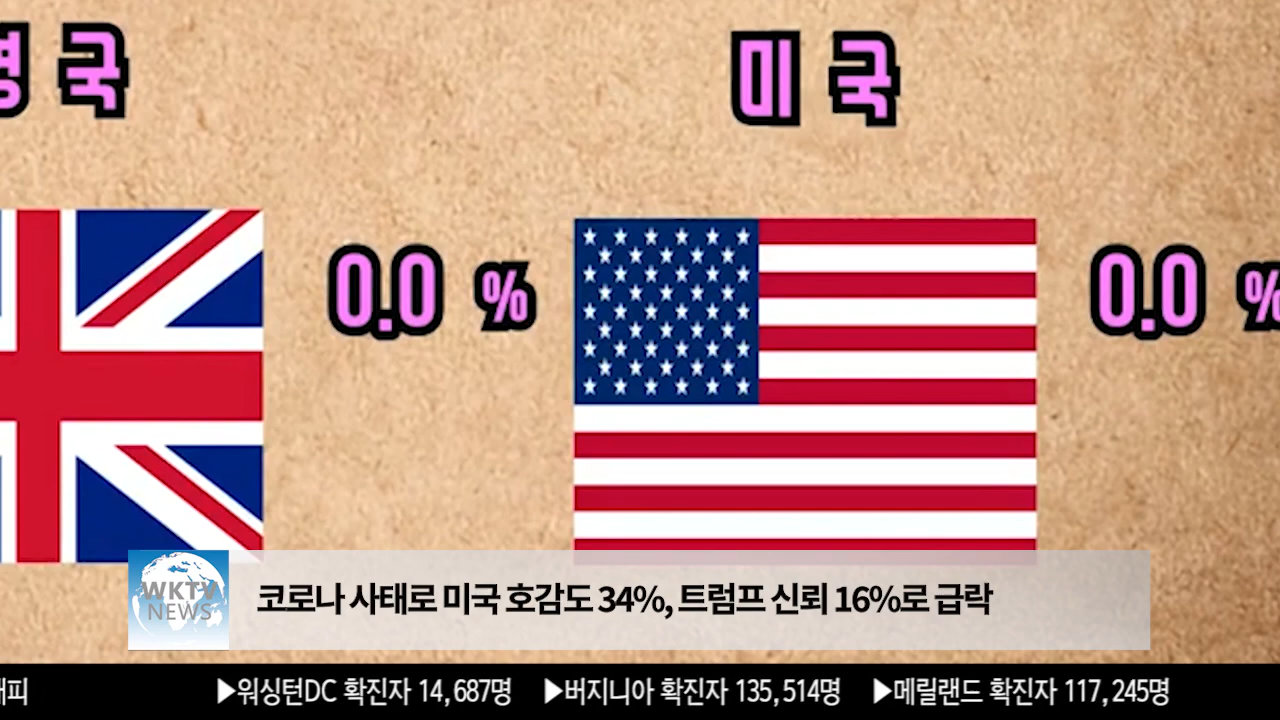 국 미국
0.0 % 0.0 %
WKTV
NEWS
코로나 사태로 미국 호감도 34%, 트럼프 신뢰 16%로 급락
▶워싱턴DC 확진자 14,687명 ▶버지니아 확진자 135,514명 ▶메릴랜드 확진자 117,245명